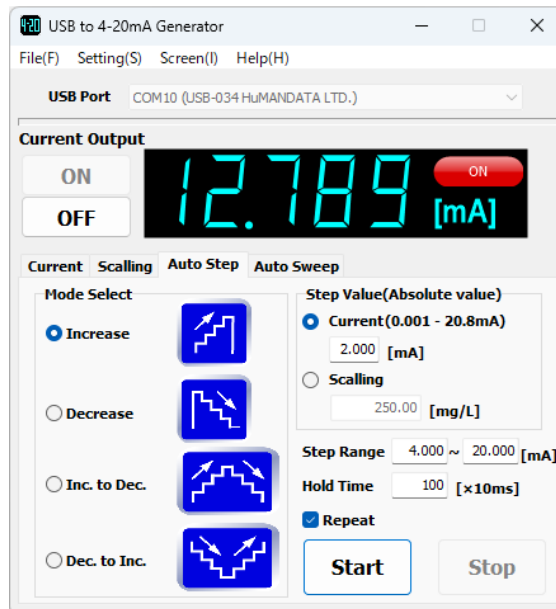 4-20 USB to 4-20mA Generator
File(F) Setting(S) Screen(I) Help(H)
USB Port COM10 (USB-034 HuMANDATA LTD.)
Current Output
ON
OFF
12.789
ON
[mA]
Current Scalling Auto Step Auto Sweep
Mode Select
Increase
Decrease
Inc. to Dec.
Dec. to Inc.
Step Value(Absolute value)
Current(0.001 - 20.8mA)
2.000 [mA]
Scalling
250.00 [mg/L]
Step Range 4.000 ~ 20.000 [mA]
Hold Time 100 [×10ms]
Repeat
Start Stop